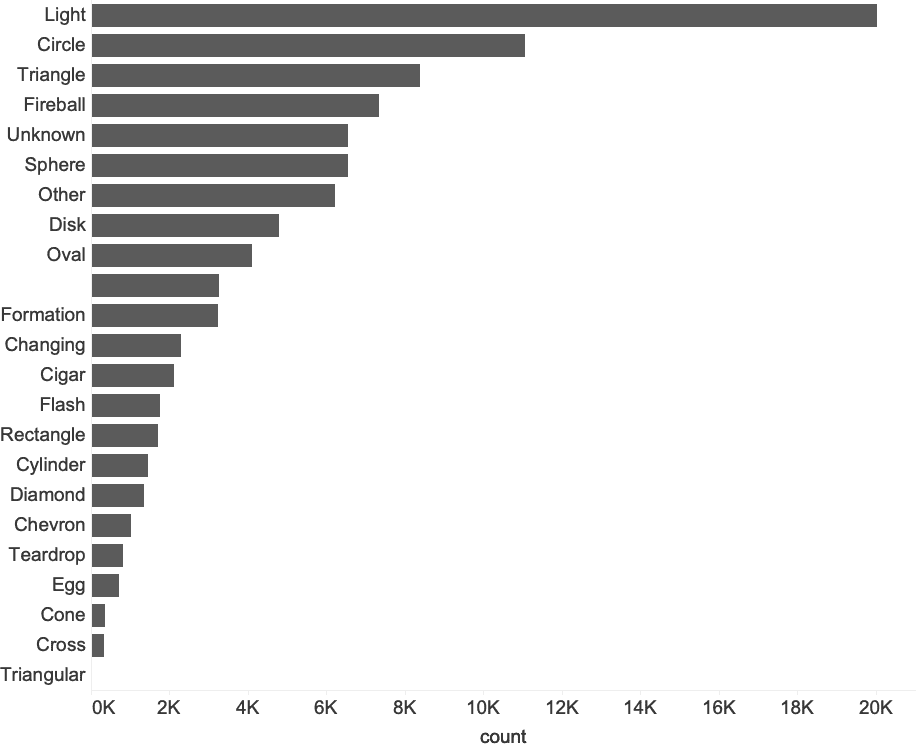 Light
Circle
Triangle
Fireball
Unknown
Sphere
Other
Disk
Oval
Formation
Changing
Cigar
Flash
Rectangle
Cylinder
Diamond
Chevron
Teardrop
Egg
Cone
Cross
Triangular
0K 2K 4K 6K 8K 10K 12K 14K 16K 18K 20K
count